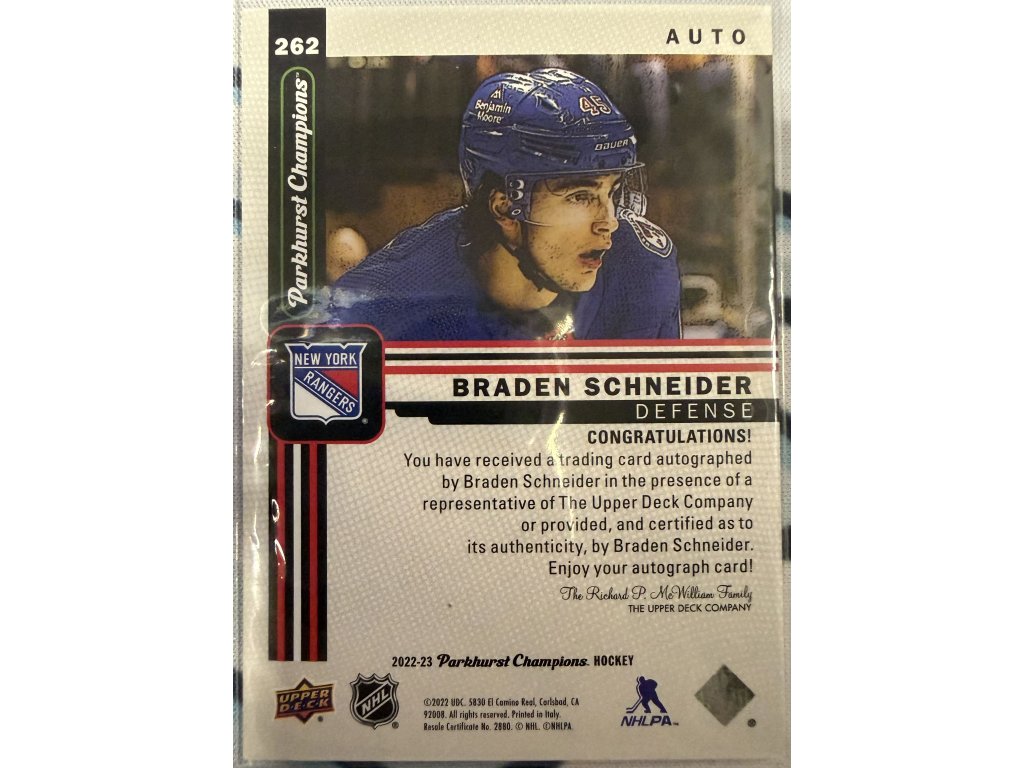 262
AUTO
Parkhurst Champions™
Benjamin
Moore
45
BAUER
NEW YORK
RANGERS
®
BRADEN SCHNEIDER
DEFENSE
CONGRATULATIONS!
You have received a trading card autographed
by Braden Schneider in the presence of a
representative of The Upper Deck Company
or provided, and certified as to
its authenticity, by Braden Schneider.
Enjoy your autograph card!
The Richard P. McWilliam Family
THE UPPER DECK COMPANY
2022-23 Parkhurst Champions™ HOCKEY
UPPER
DECK
®
NHL
®
©2022 UDC. 5830 El Camino Real, Carlsbad, CA
92008. All rights reserved. Printed in Italy.
Resale Certificate No. 2880. © NHL. ©NHLPA.
NHLPA™
®